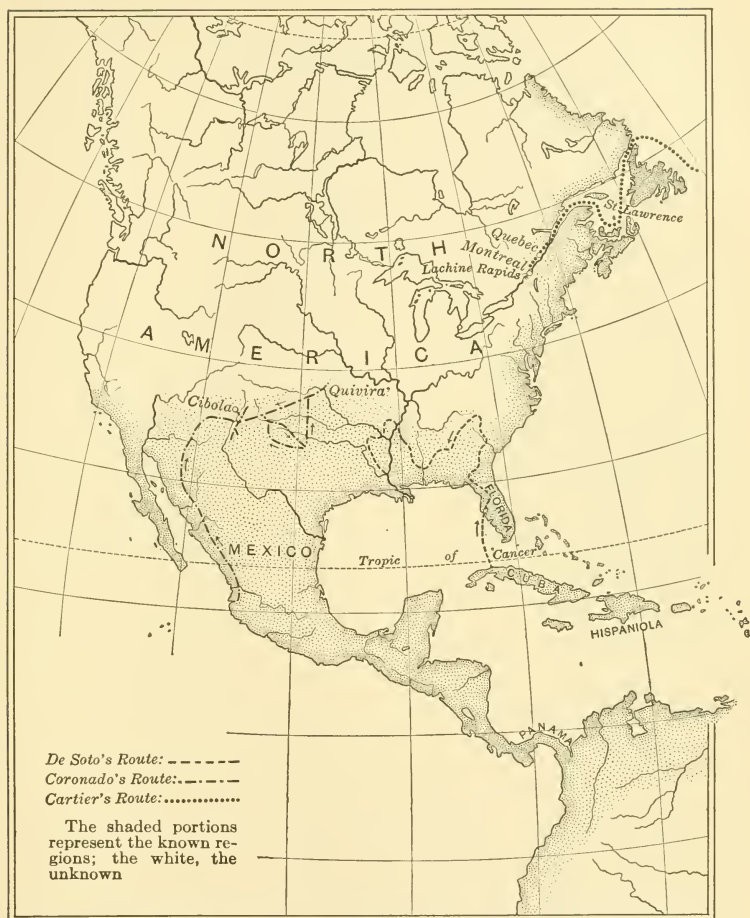 St. Lawrence
Quebec
Montreal
Lachine Rapids
NORTH
AMERICA
Cibola
Quivira?
FLORIDA
MEXICO
Tropic of Cancer
CUBA
HISPANIOLA
PANAMA
De Soto's Route:
Coronado's Route:
Cartier's Route:
The shaded portions
represent the known re-
gions; the white, the
unknown